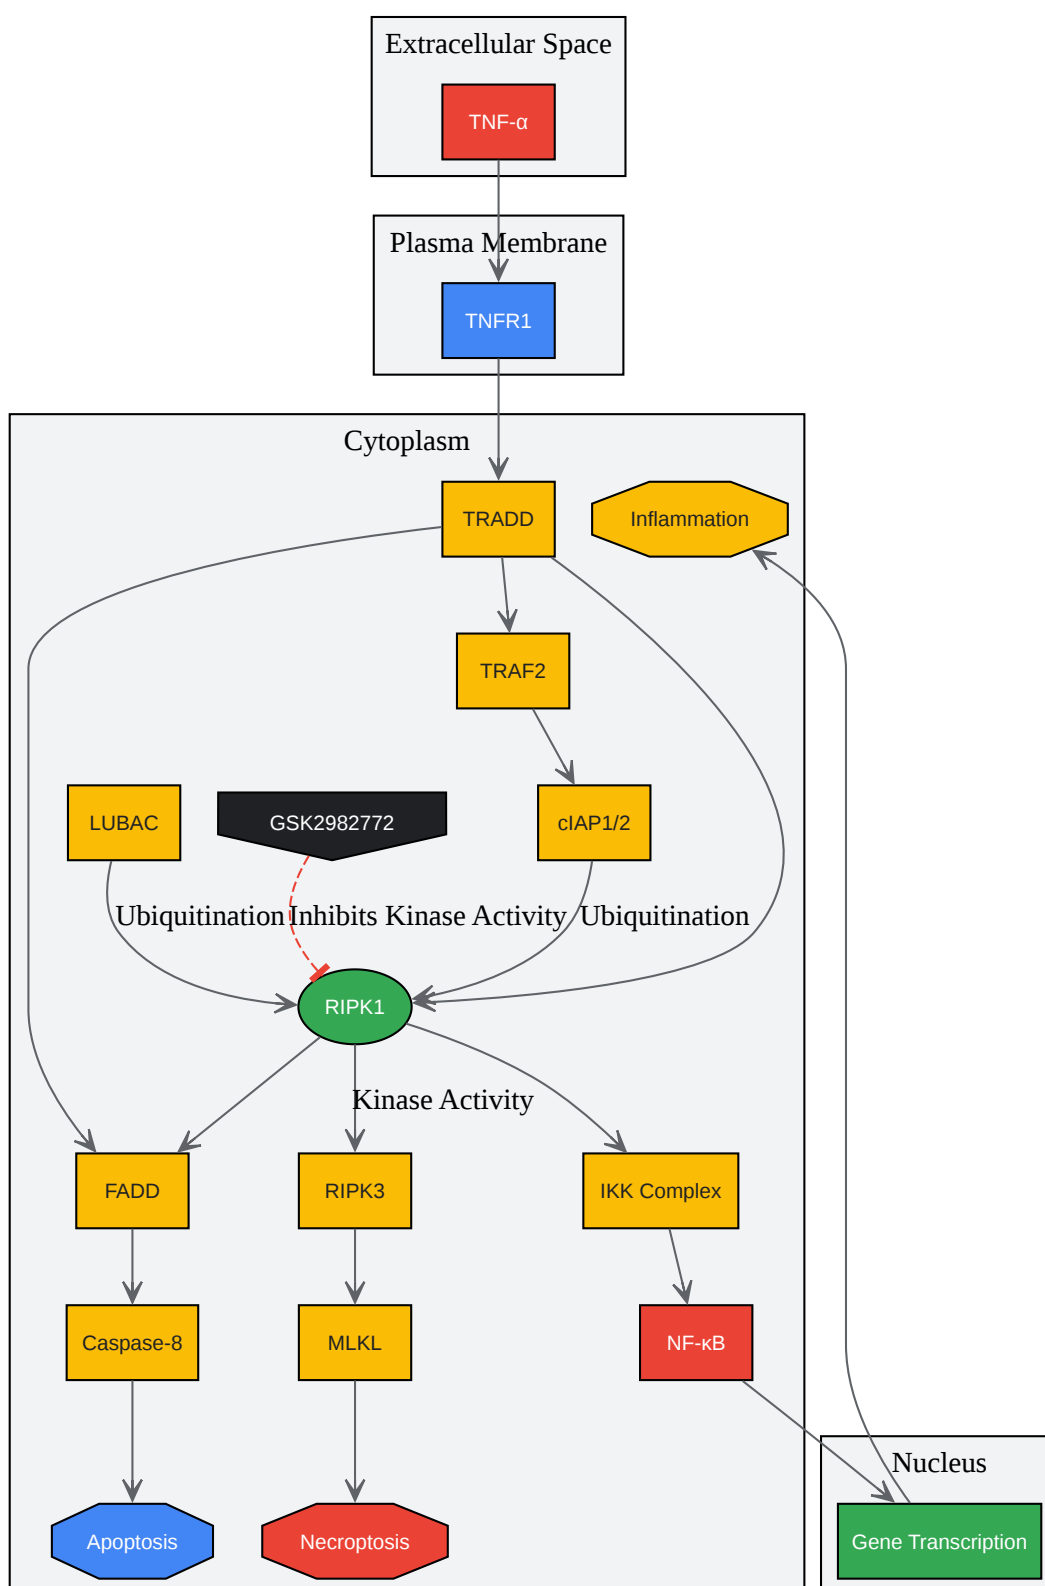 Extracellular Space
TNF-α
Plasma Membrane
TNFR1
Cytoplasm
TRADD
Inflammation
TRAF2
LUBAC
GSK2982772
cIAP1/2
Ubiquitination
Inhibits Kinase Activity
Ubiquitination
RIPK1
Kinase Activity
FADD
RIPK3
IKK Complex
Caspase-8
MLKL
NF-κB
Nucleus
Apoptosis
Necroptosis
Gene Transcription